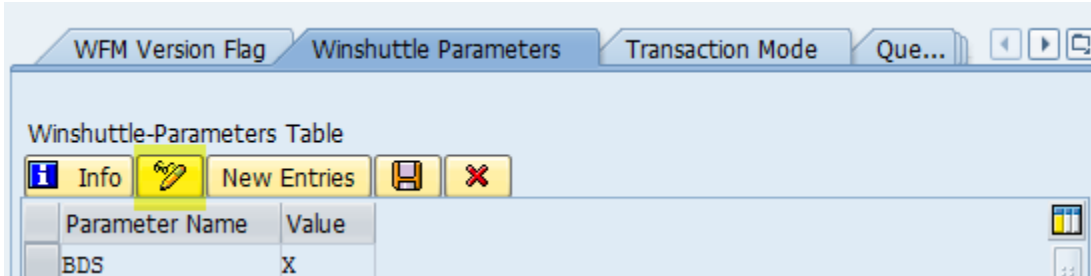 WFM Version Flag Winshuttle Parameters Transaction Mode Que...
Winshuttle-Parameters Table
Info New Entries
Parameter Name Value
BDS X